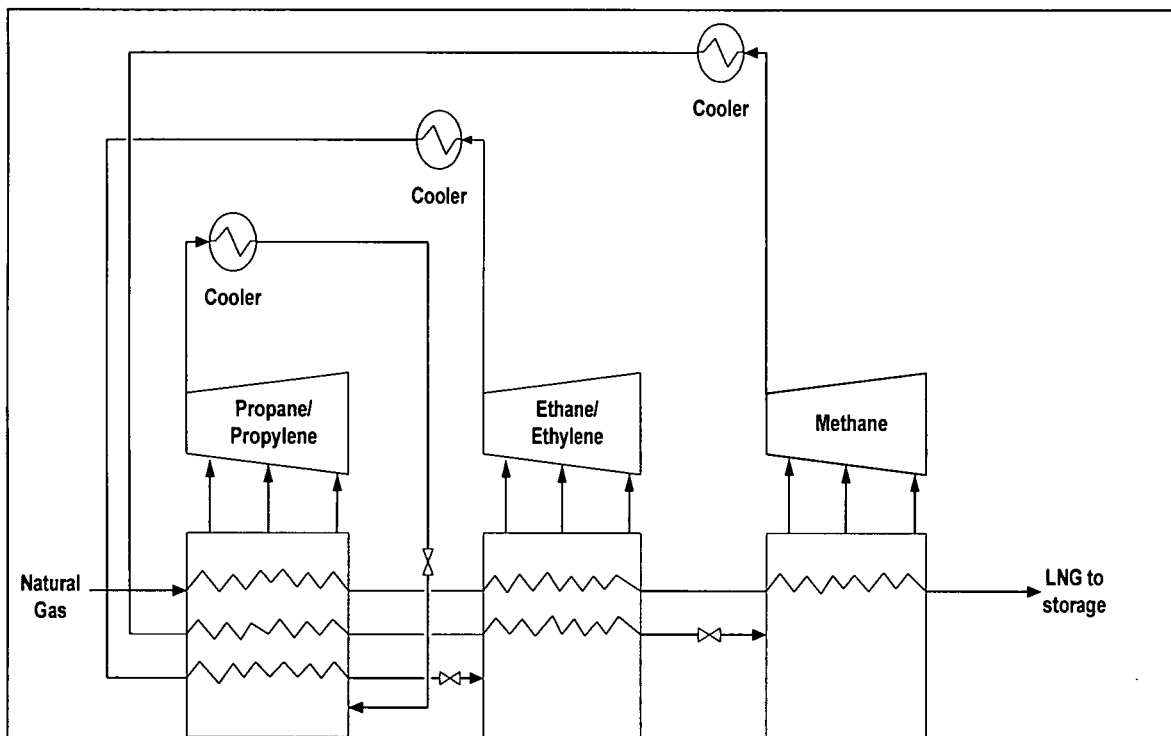 Cooler
Cooler
Cooler
Propane/
Propylene
Ethane/
Ethylene
Methane
Natural
Gas
LNG to
storage